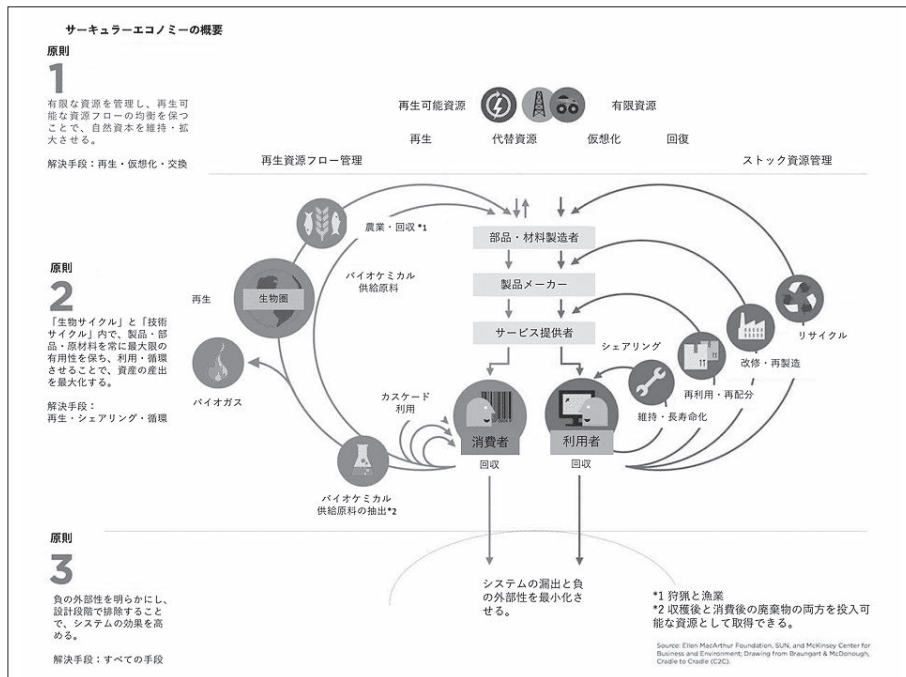 サーキュラーエコノミーの概要
原則
1
有限な資源を管理し、再生可
能な資源フローの均衡を保つ
ことで、自然資本を維持・拡
大させる。
解決手段：再生・仮想化・交換
再生可能資源
有限資源
再生
代替資源
仮想化
回復
再生資源フロー管理
ストック資源管理
農業・回収 *1
バイオケミカル
供給原料
生物圏
再生
バイオガス
カスケード
利用
バイオケミカル
供給原料の抽出*2
部品・材料製造者
製品メーカー
サービス提供者
シェアリング
消費者
利用者
回収
回収
維持・長寿命化
再利用・再配分
改修・再製造
リサイクル
原則
2
「生物サイクル」と「技術
サイクル」内で、製品・部
品・原材料を常に最大限の
有用性を保ち、利用・循環
させることで、資産の産出
を最大化する。
解決手段：
再生・シェアリング・循環
原則
3
負の外部性を明らかにし、
設計段階で排除すること
で、システムの効果を高
める。
解決手段：すべての手段
システムの漏出と負
の外部性を最小化さ
せる。
*1 狩猟と漁業
*2 収穫後と消費後の廃棄物の両方を投入可
能な資源として取得できる。
Source: Ellen MacArthur Foundation, SUN, and McKinsey Center for
Business and Environment; Drawing from Braungart & McDonough,
Cradle to Cradle (C2C).